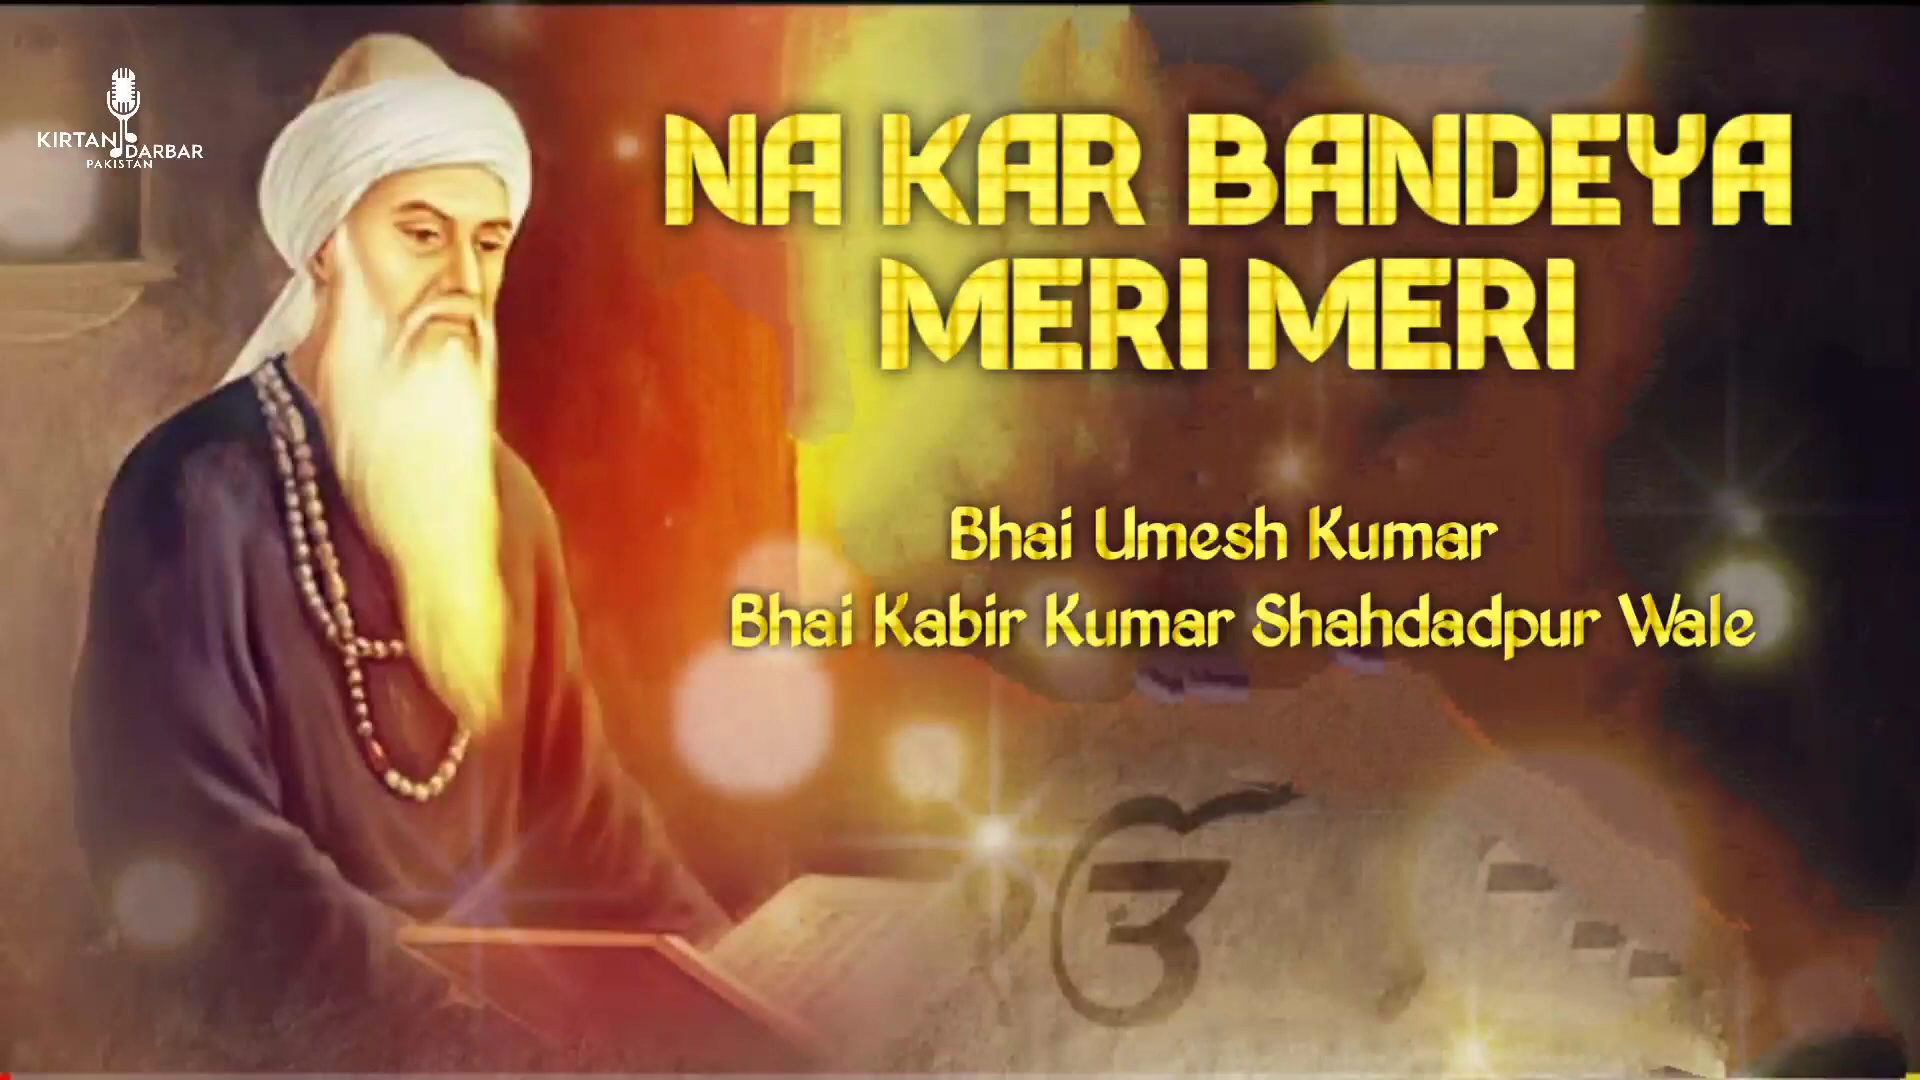 KIRTAN DARBAR
PAKISTAN
NA KAR BANDEYA
MERI MERI
Bhai Umesh Kumar
Bhai Kabir Kumar Shahdadpur Wale
ੴ